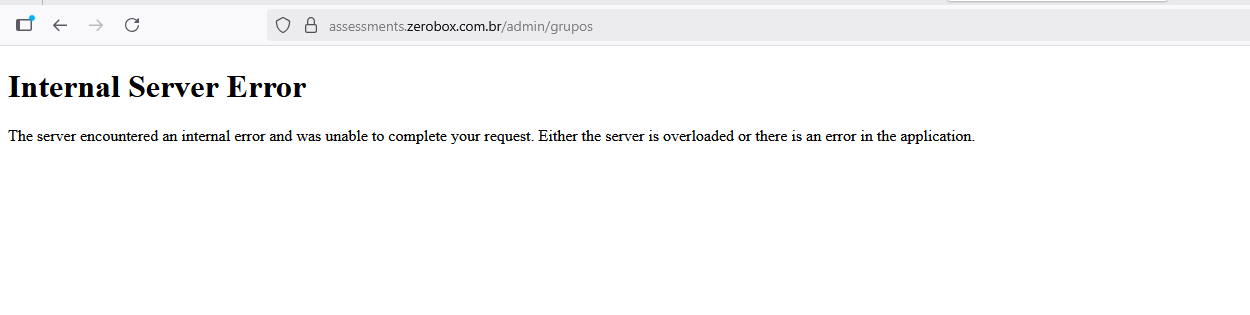 assessments.zerobox.com.br/admin/grupos
Internal Server Error
The server encountered an internal error and was unable to complete your request. Either the server is overloaded or there is an error in the application.